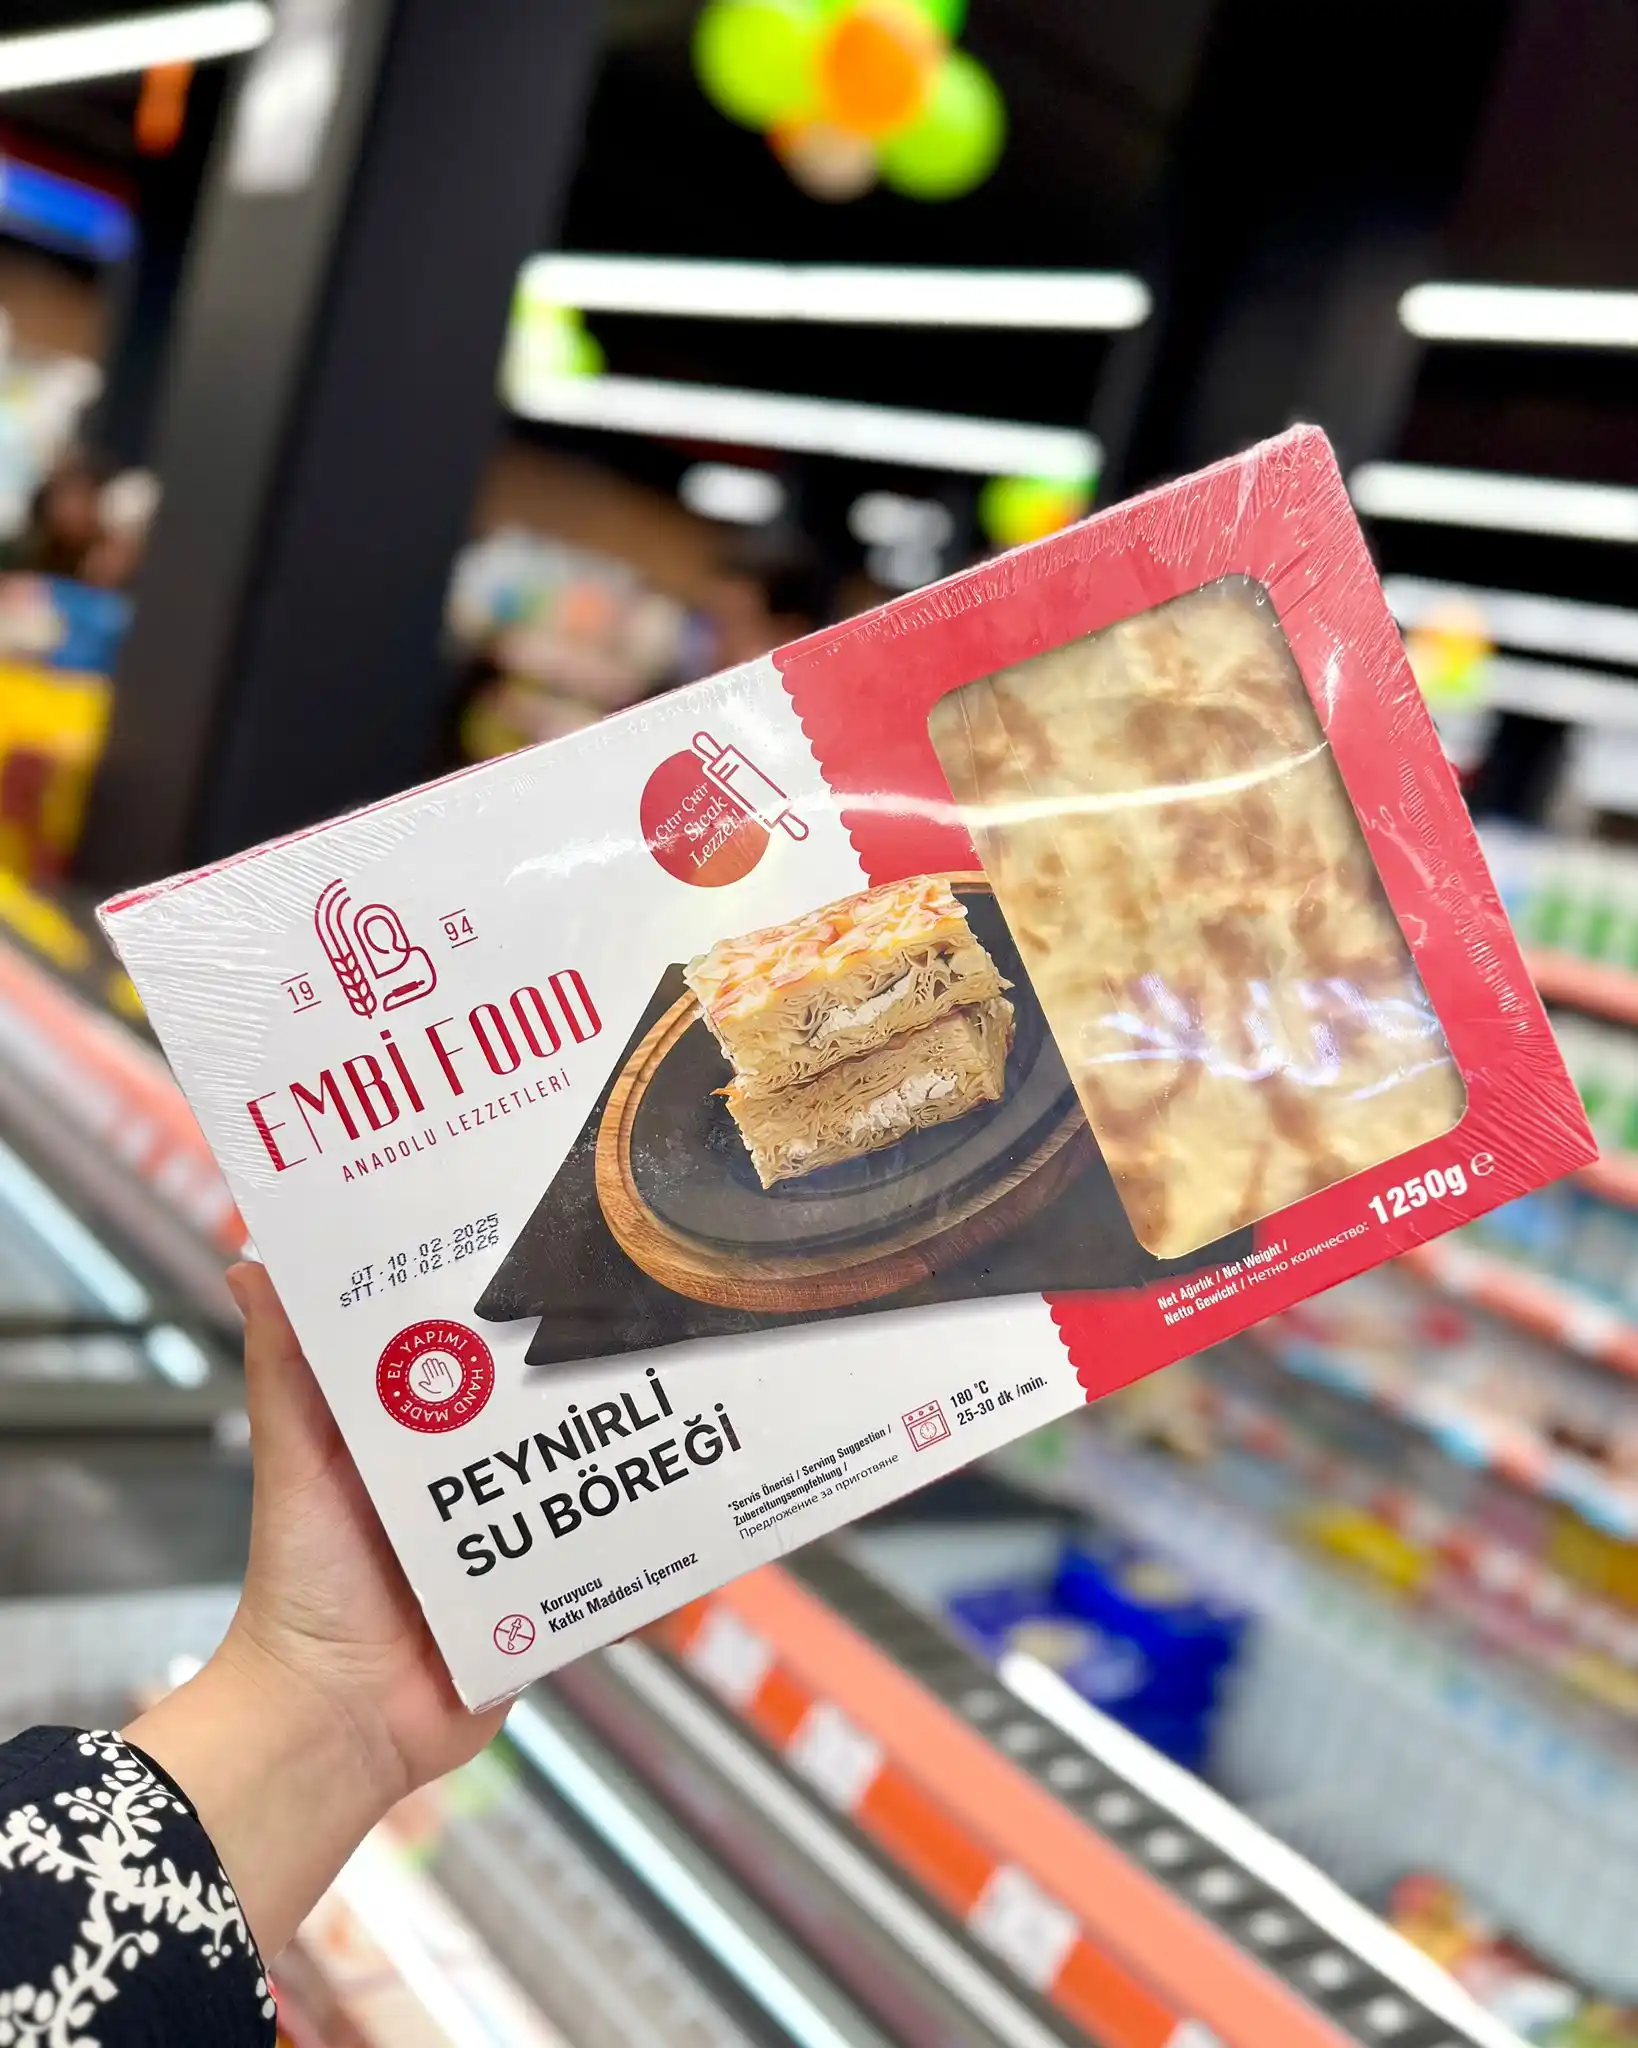 Çıtır Çıtır
Sıcak
Lezzet!
19 94
EMBİ FOOD
ANADOLU LEZZETLERİ
ÜT : 10 .02.2025
STT : 10 .02.2026
EL YAPIMI • HAND MADE •
PEYNİRLİ
SU BÖREĞİ
*Servis Önerisi / Serving Suggestion /
Zubereitungsempfehlung /
Предложение за приготвяне
180 °C
25-30 dk /min.
Koruyucu
Katkı Maddesi İçermez
Net Ağırlık / Net Weight /
Netto Gewicht / Нетно количество: 1250g ℮